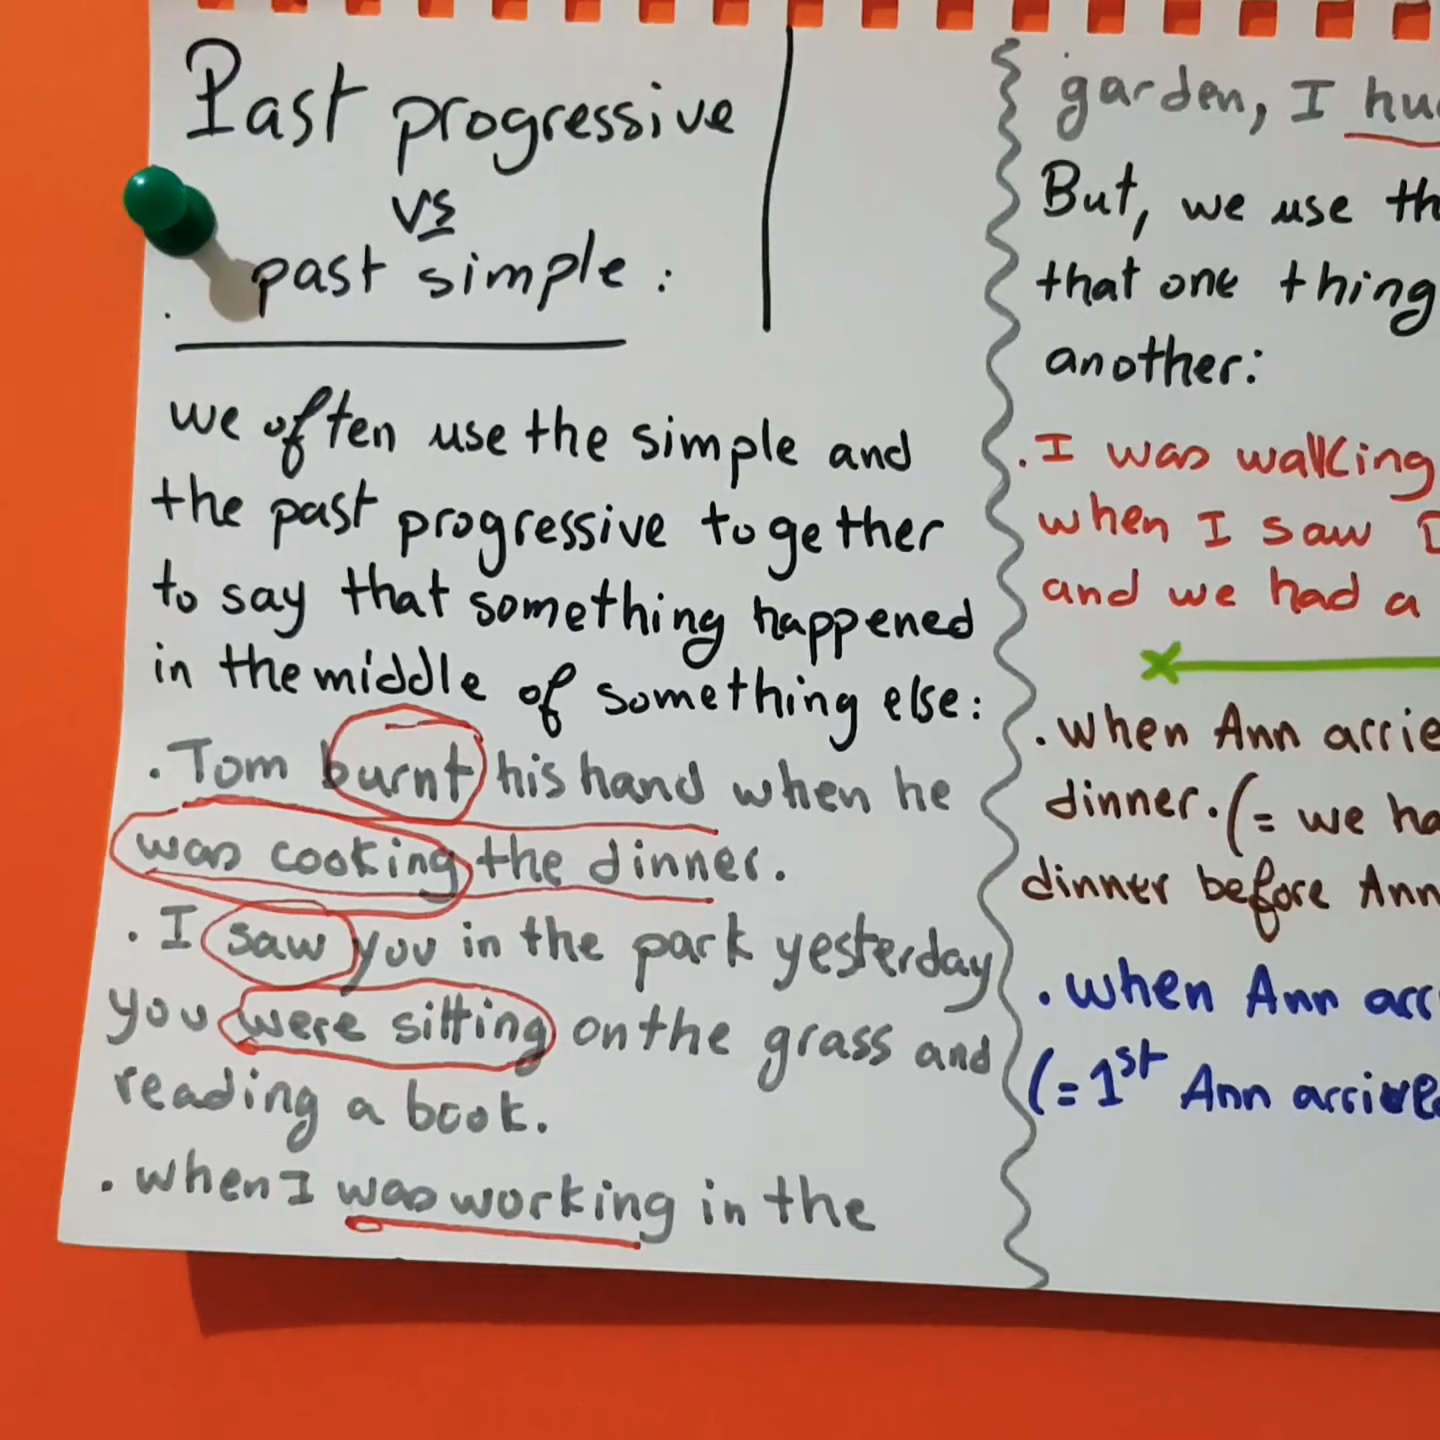 Past progressive
vs
past simple :
we often use the simple and
the past progressive together
to say that something happened
in the middle of something else:
. Tom burnt his hand when he
was cooking the dinner.
. I saw you in the park yesterday
you were sitting on the grass and
reading a book.
. when I was working in the
garden, I
But, we use
that one thing
another:
. I was walking
when I saw
and we had a
. when Ann
dinner. (= we
dinner before Ann
. when Ann
(= 1st Ann arrived